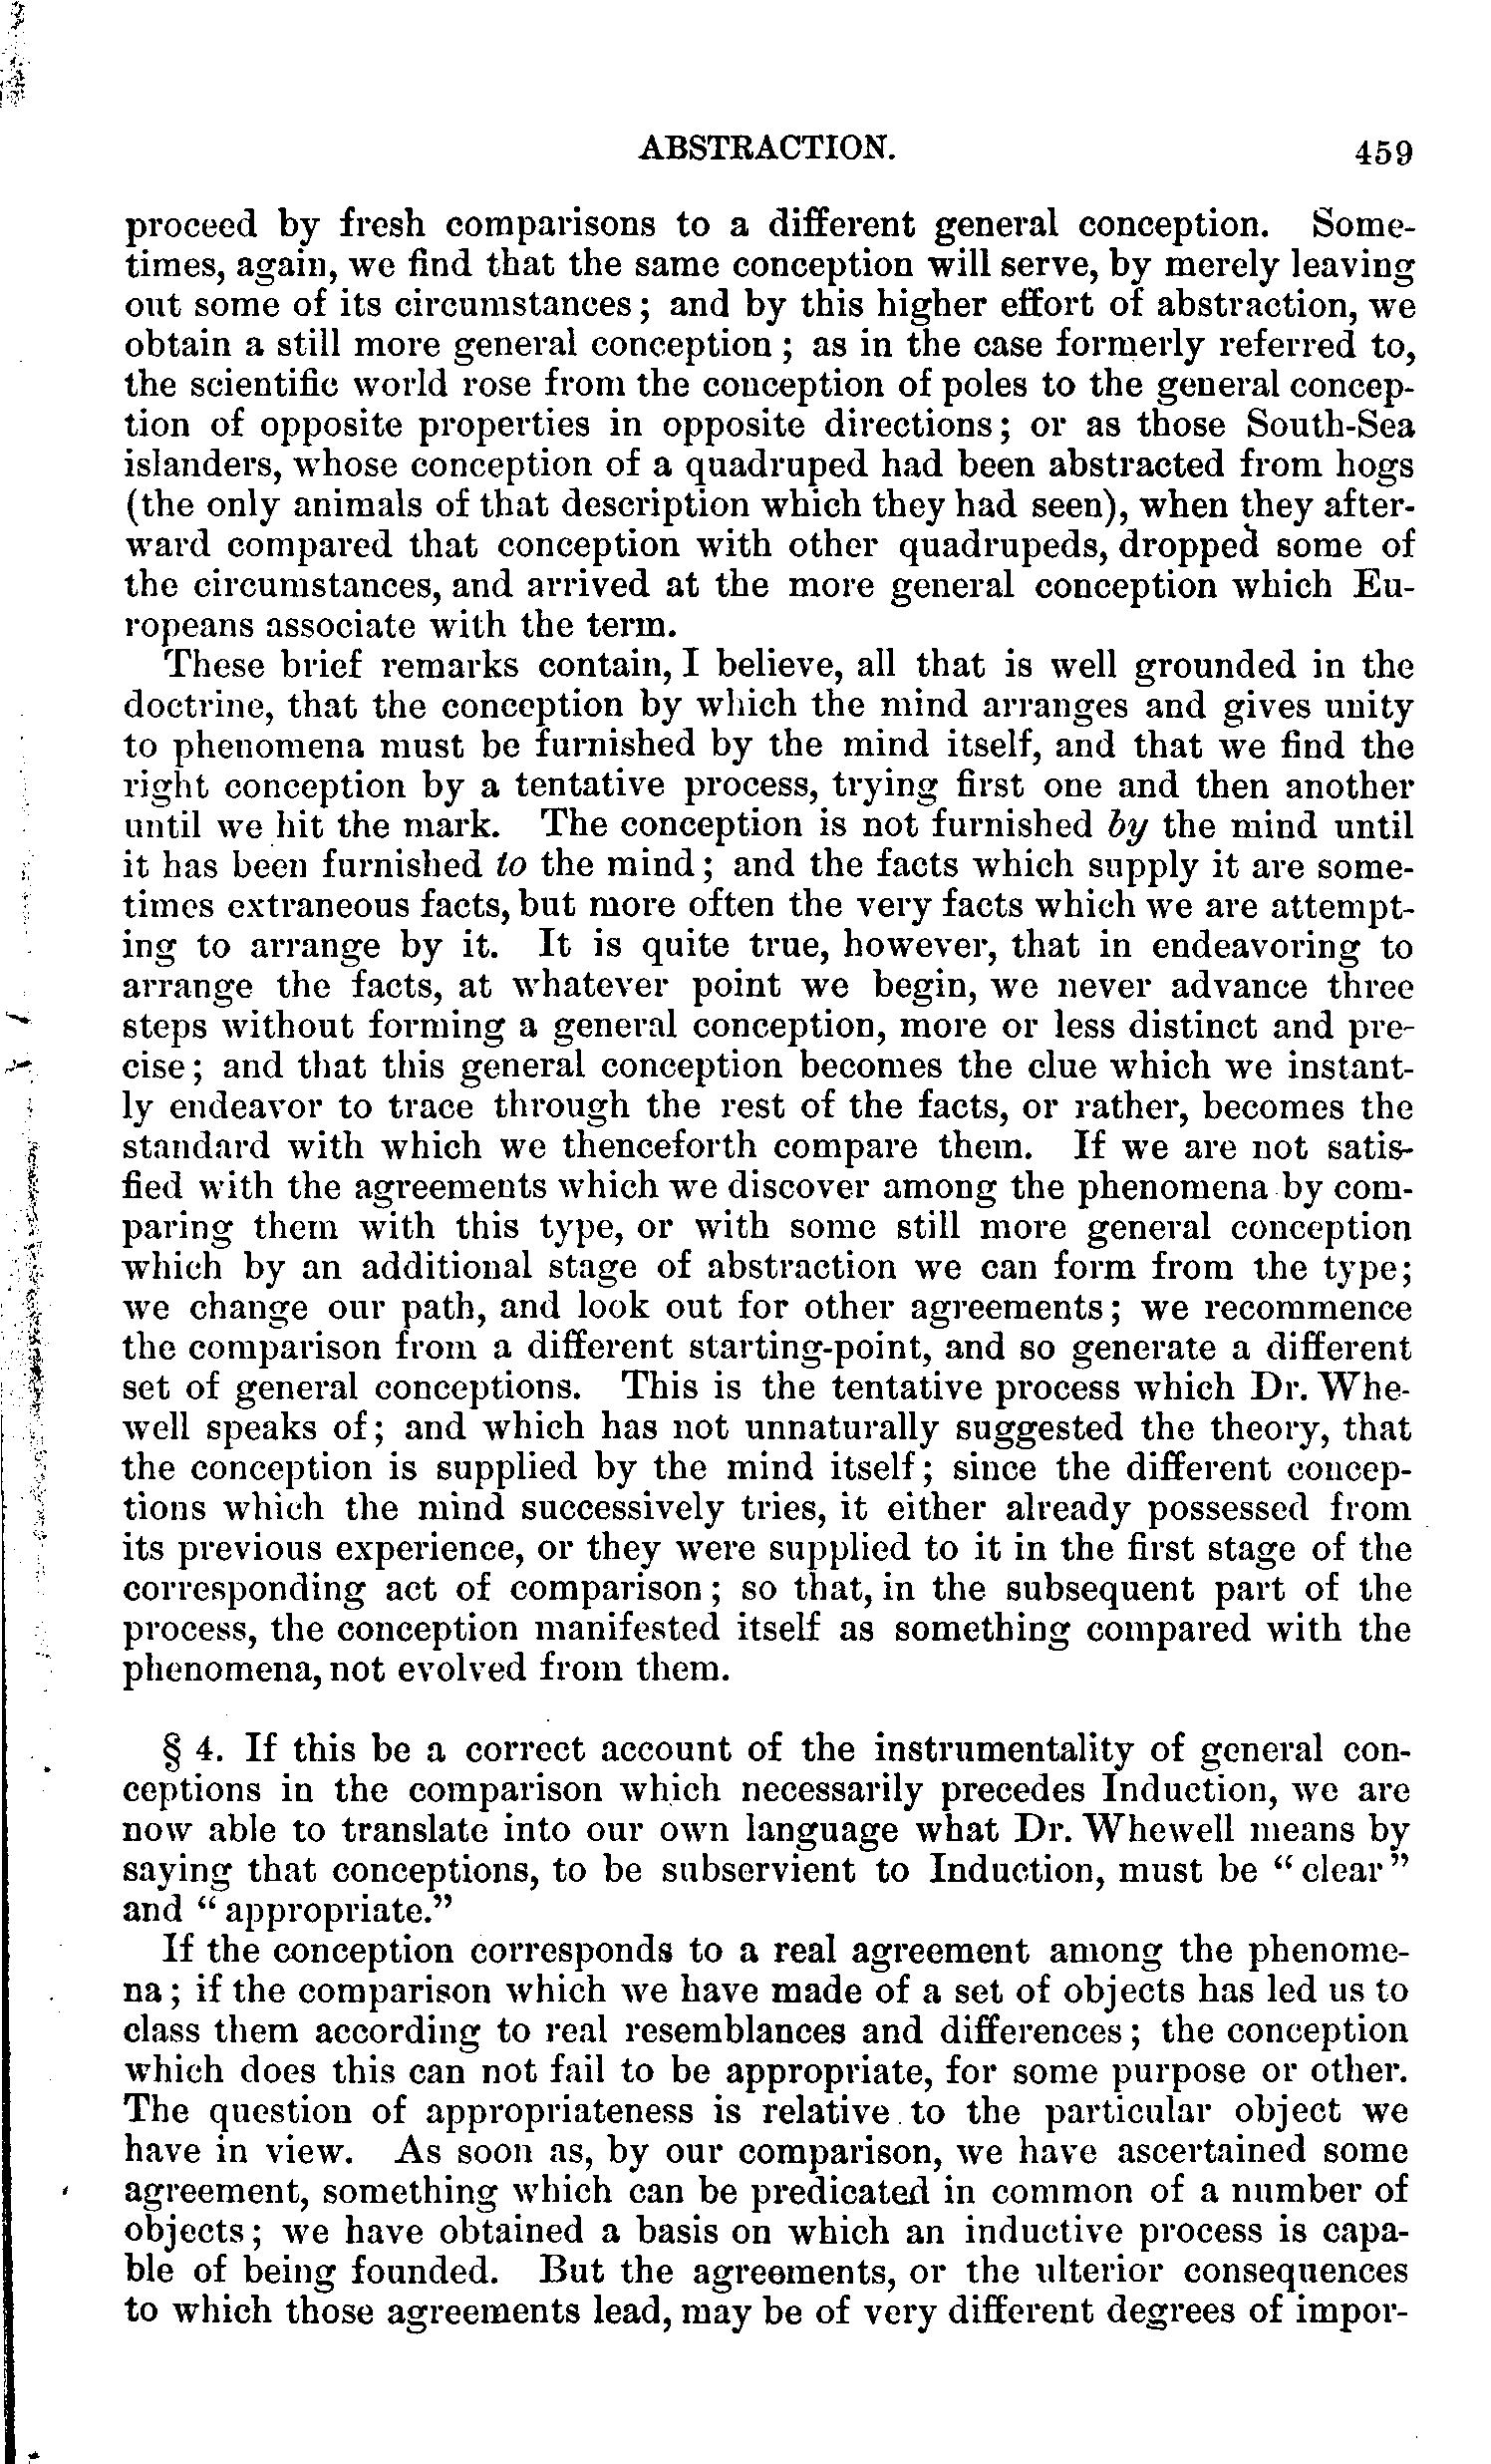 ABSTRACTION. 459
proceed by fresh comparisons to a different general conception. Some-
times, again, we find that the same conception will serve, by merely leaving
out some of its circumstances; and by this higher effort of abstraction, we
obtain a still more general conception; as in the case formerly referred to,
the scientific world rose from the conception of poles to the general concep-
tion of opposite properties in opposite directions; or as those South-Sea
islanders, whose conception of a quadruped had been abstracted from hogs
(the only animals of that description which they had seen), when they after-
ward compared that conception with other quadrupeds, dropped some of
the circumstances, and arrived at the more general conception which Eu-
ropeans associate with the term.
These brief remarks contain, I believe, all that is well grounded in the
doctrine, that the conception by which the mind arranges and gives unity
to phenomena must be furnished by the mind itself, and that we find the
right conception by a tentative process, trying first one and then another
until we hit the mark. The conception is not furnished by the mind until
it has been furnished to the mind; and the facts which supply it are some-
times extraneous facts, but more often the very facts which we are attempt-
ing to arrange by it. It is quite true, however, that in endeavoring to
arrange the facts, at whatever point we begin, we never advance three
steps without forming a general conception, more or less distinct and pre-
cise; and that this general conception becomes the clue which we instant-
ly endeavor to trace through the rest of the facts, or rather, becomes the
standard with which we thenceforth compare them. If we are not satis-
fied with the agreements which we discover among the phenomena by com-
paring them with this type, or with some still more general conception
which by an additional stage of abstraction we can form from the type;
we change our path, and look out for other agreements; we recommence
the comparison from a different starting-point, and so generate a different
set of general conceptions. This is the tentative process which Dr. Whe-
well speaks of; and which has not unnaturally suggested the theory, that
the conception is supplied by the mind itself; since the different concep-
tions which the mind successively tries, it either already possessed from
its previous experience, or they were supplied to it in the first stage of the
corresponding act of comparison; so that, in the subsequent part of the
process, the conception manifested itself as something compared with the
phenomena, not evolved from them.
§ 4. If this be a correct account of the instrumentality of general con-
ceptions in the comparison which necessarily precedes Induction, we are
now able to translate into our own language what Dr. Whewell means by
saying that conceptions, to be subservient to Induction, must be “clear”
and “appropriate.”
If the conception corresponds to a real agreement among the phenome-
na; if the comparison which we have made of a set of objects has led us to
class them according to real resemblances and differences; the conception
which does this can not fail to be appropriate, for some purpose or other.
The question of appropriateness is relative to the particular object we
have in view. As soon as, by our comparison, we have ascertained some
agreement, something which can be predicated in common of a number of
objects; we have obtained a basis on which an inductive process is capa-
ble of being founded. But the agreements, or the ulterior consequences
to which those agreements lead, may be of very different degrees of impor-